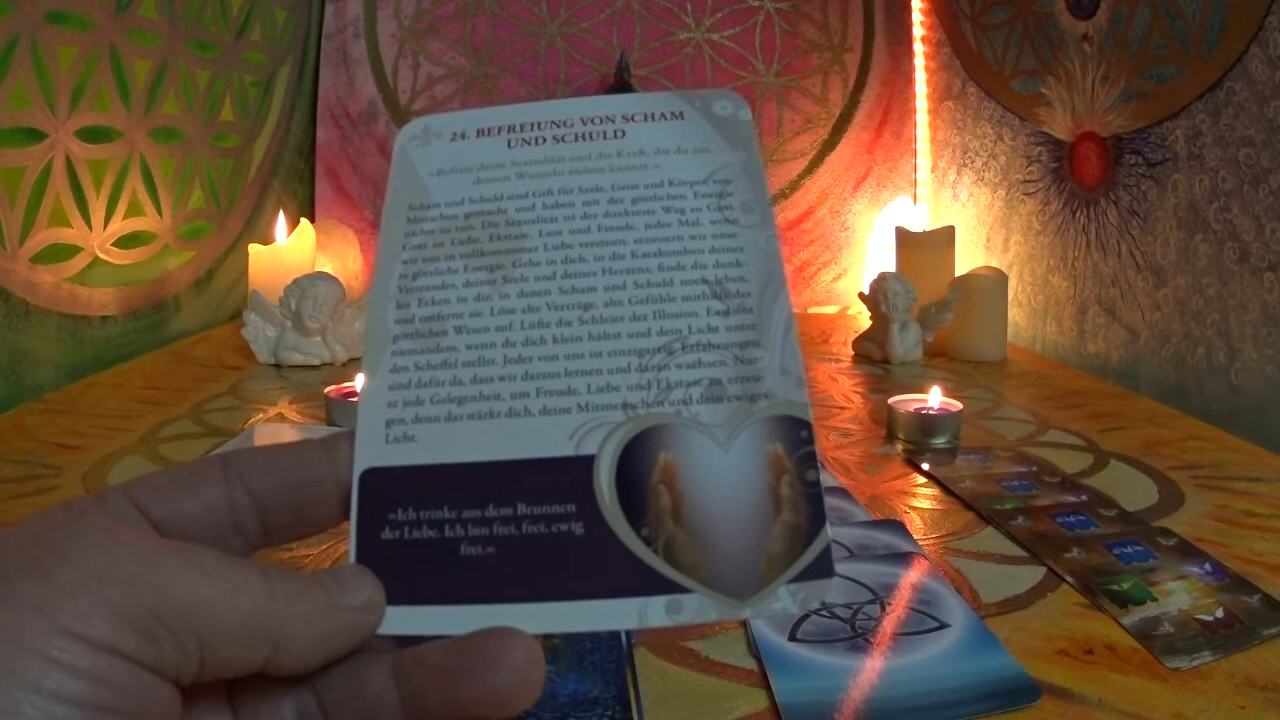 24. BEFREIUNG VON SCHAM
UND SCHULD
»Befreie deine Sexualität und die Kraft, die du aus
deinen Wurzeln ziehen kannst.«
Scham und Schuld sind Gift für Seele, Geist und Körper, von
Menschen gemacht und haben mit der göttlichen Energie
nichts zu tun. Die Sexualität ist der direkteste Weg zu Gott.
Gott ist Liebe, Ekstase, Lust und Freude, jedes Mal, wenn
wir uns in vollkommener Liebe vereinen, erneuern wir unse-
re göttliche Energie. Gehe in dich, in die Katakomben deines
Verstandes, deiner Seele und deines Herzens, finde die dunk-
len Ecken in dir, in denen Scham und Schuld noch leben,
und entferne sie. Löse alte Verträge, alte Gefühle mithilfe der
göttlichen Wesen auf. Lüfte die Schleier der Illusion. Es dient
niemandem, wenn du dich klein hältst und dein Licht unter
den Scheffel stellst. Jeder von uns ist einzigartig. Erfahrungen
sind dafür da, dass wir daraus lernen und daran wachsen. Nut-
ze jede Gelegenheit, um Freude, Liebe und Ekstase zu erzeu-
gen, denn das stärkt dich, deine Mitmenschen und dein ewiges
Licht.
»Ich trinke aus dem Brunnen
der Liebe. Ich bin frei, frei, ewig
frei.«